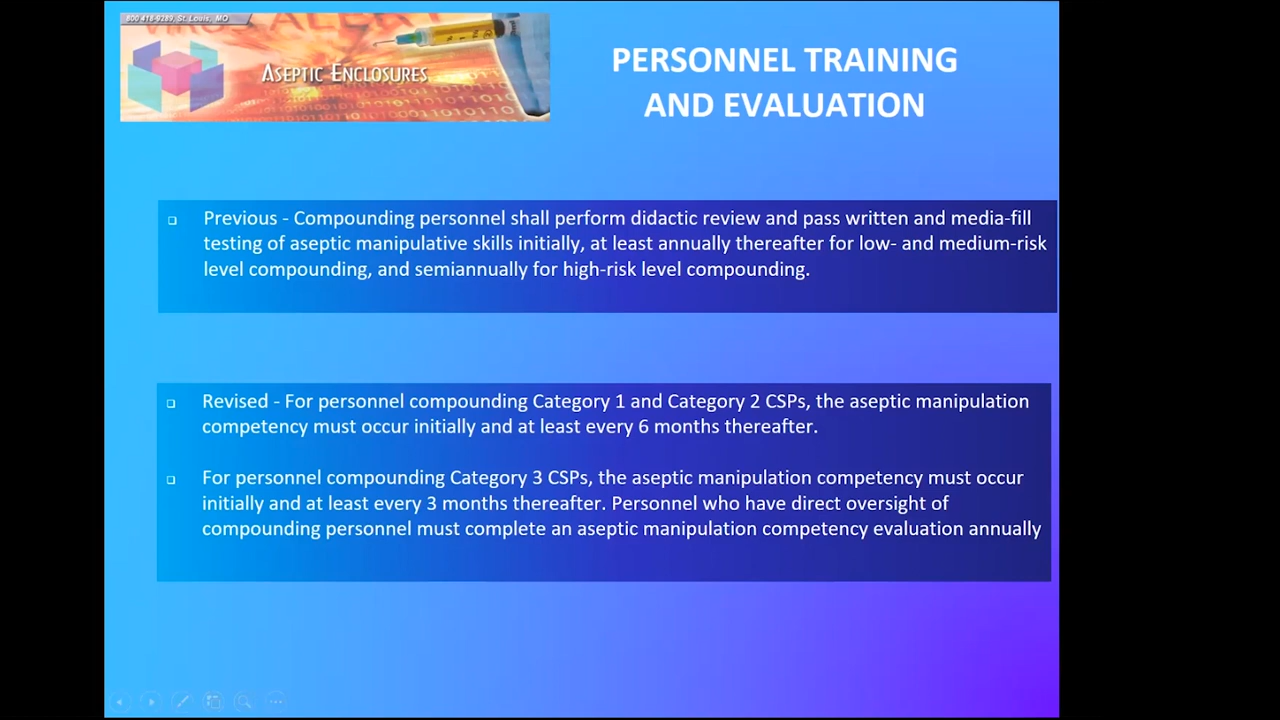 800 418-9289, St. Louis, MO
VIRUS ALERT
ASEPTIC ENCLOSURES
PERSONNEL TRAINING
AND EVALUATION
Previous - Compounding personnel shall perform didactic review and pass written and media-fill
testing of aseptic manipulative skills initially, at least annually thereafter for low- and medium-risk
level compounding, and semiannually for high-risk level compounding.
Revised - For personnel compounding Category 1 and Category 2 CSPs, the aseptic manipulation
competency must occur initially and at least every 6 months thereafter.
For personnel compounding Category 3 CSPs, the aseptic manipulation competency must occur
initially and at least every 3 months thereafter. Personnel who have direct oversight of
compounding personnel must complete an aseptic manipulation competency evaluation annually